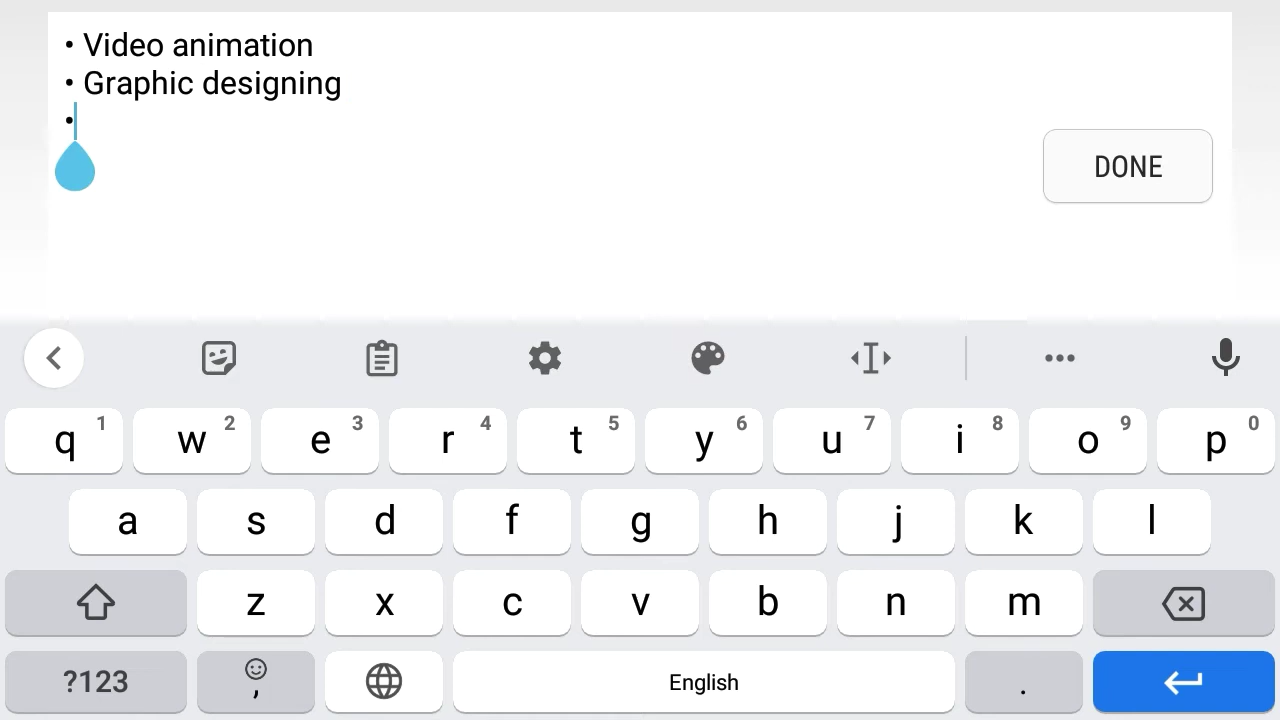 • Video animation
• Graphic designing
•
DONE
q 1 w 2 e 3 r 4 t 5 y 6 u 7 i 8 o 9 p 0
a s d f g h j k l
z x c v b n m
?123 , English .